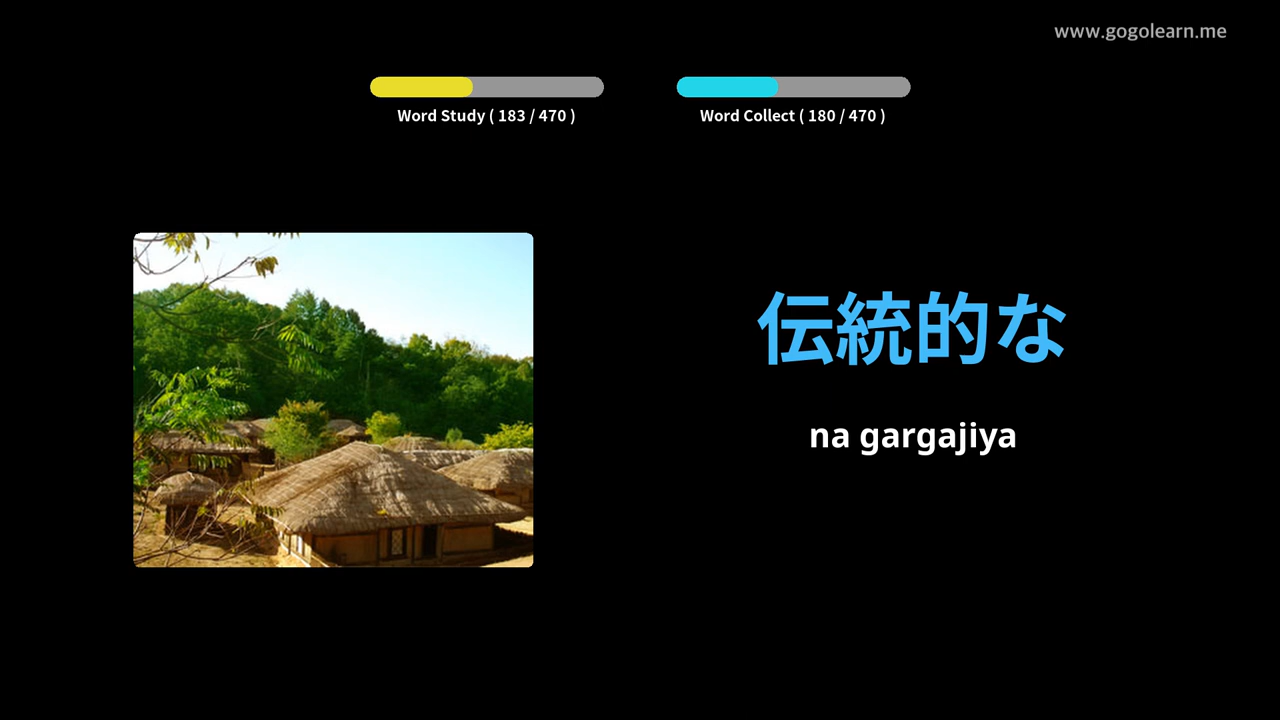 www.gogolearn.me
Word Study ( 183 / 470 )
Word Collect ( 180 / 470 )
伝統的な
na gargajiya